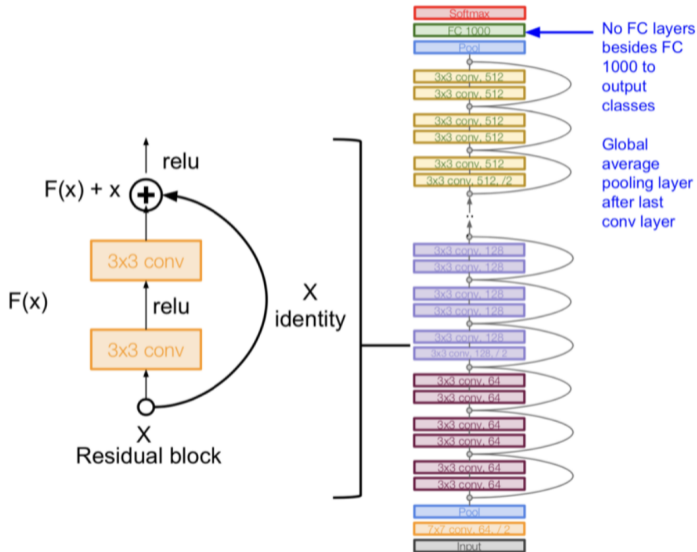 relu
F(x) + x
3x3 conv
F(x)
relu
X
identity
3x3 conv
X
Residual block
Softmax
FC 1000
Pool
3x3 conv, 512
3x3 conv, 512
3x3 conv, 512
3x3 conv, 512
3x3 conv, 512
3x3 conv, 512, /2
..
3x3 conv, 128
3x3 conv, 128
3x3 conv, 128
3x3 conv, 128
3x3 conv, 128
3x3 conv, 128, / 2
3x3 conv, 64
3x3 conv, 64
3x3 conv, 64
3x3 conv, 64
3x3 conv, 64
3x3 conv, 64
Pool
7x7 conv, 64, / 2
Input
No FC layers
besides FC
1000 to
output
classes
Global
average
pooling layer
after last
conv layer